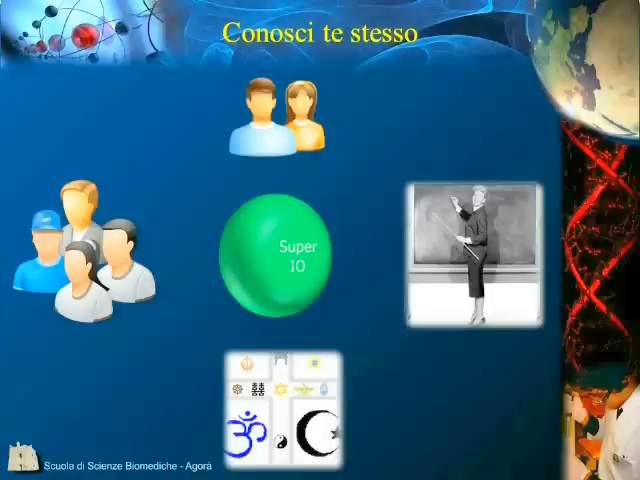 Conosci te stesso
Super
IO
Scuola di Scienze Biomediche - Agorà